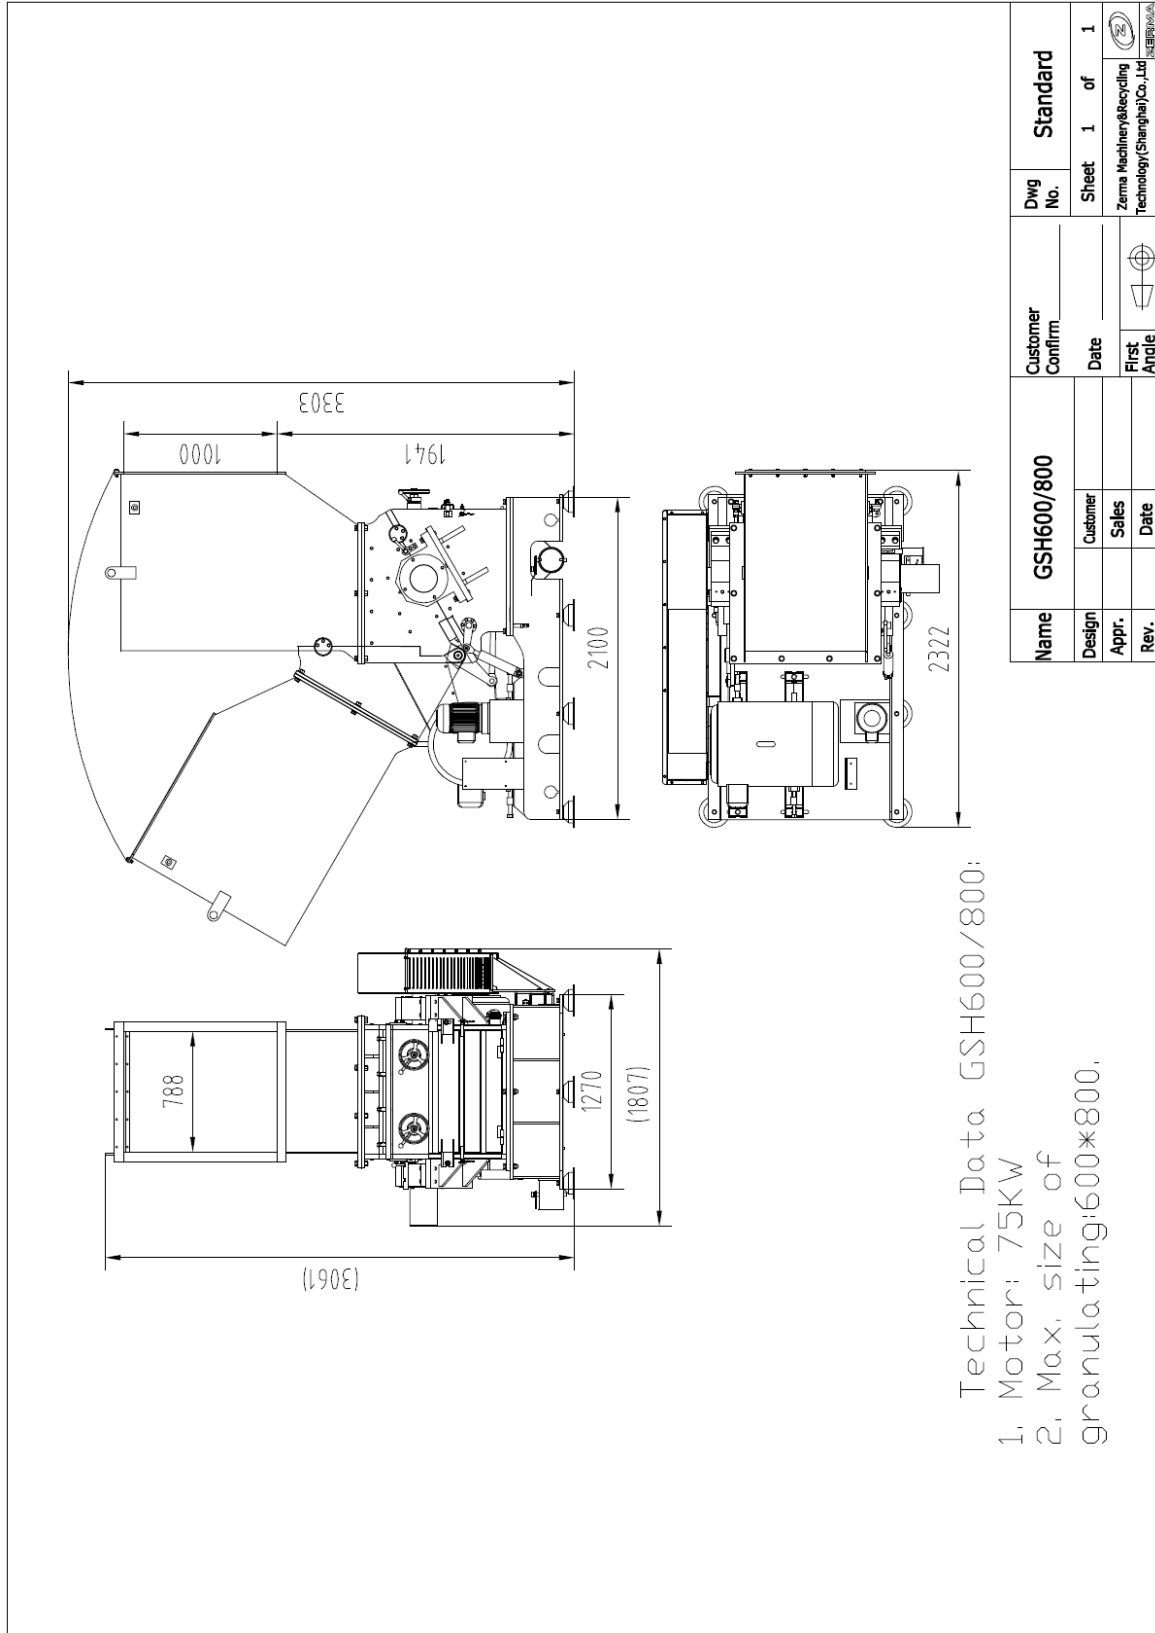 3303
1000
1941
2100
788
1270
(1807)
(3061)
2322
Technical Data GSH600/800:
1. Motor: 75KW
2. Max. size of
granulating:600*800.
Name GSH600/800
Customer
Confirm
Dwg
No. Standard
Design Customer
Date
Sheet 1 of 1
Appr. Sales
Rev. Date
First
Angle
Zerma Machinery&Recycling
Technology(Shanghai)Co.,Ltd
Z
ZERMA